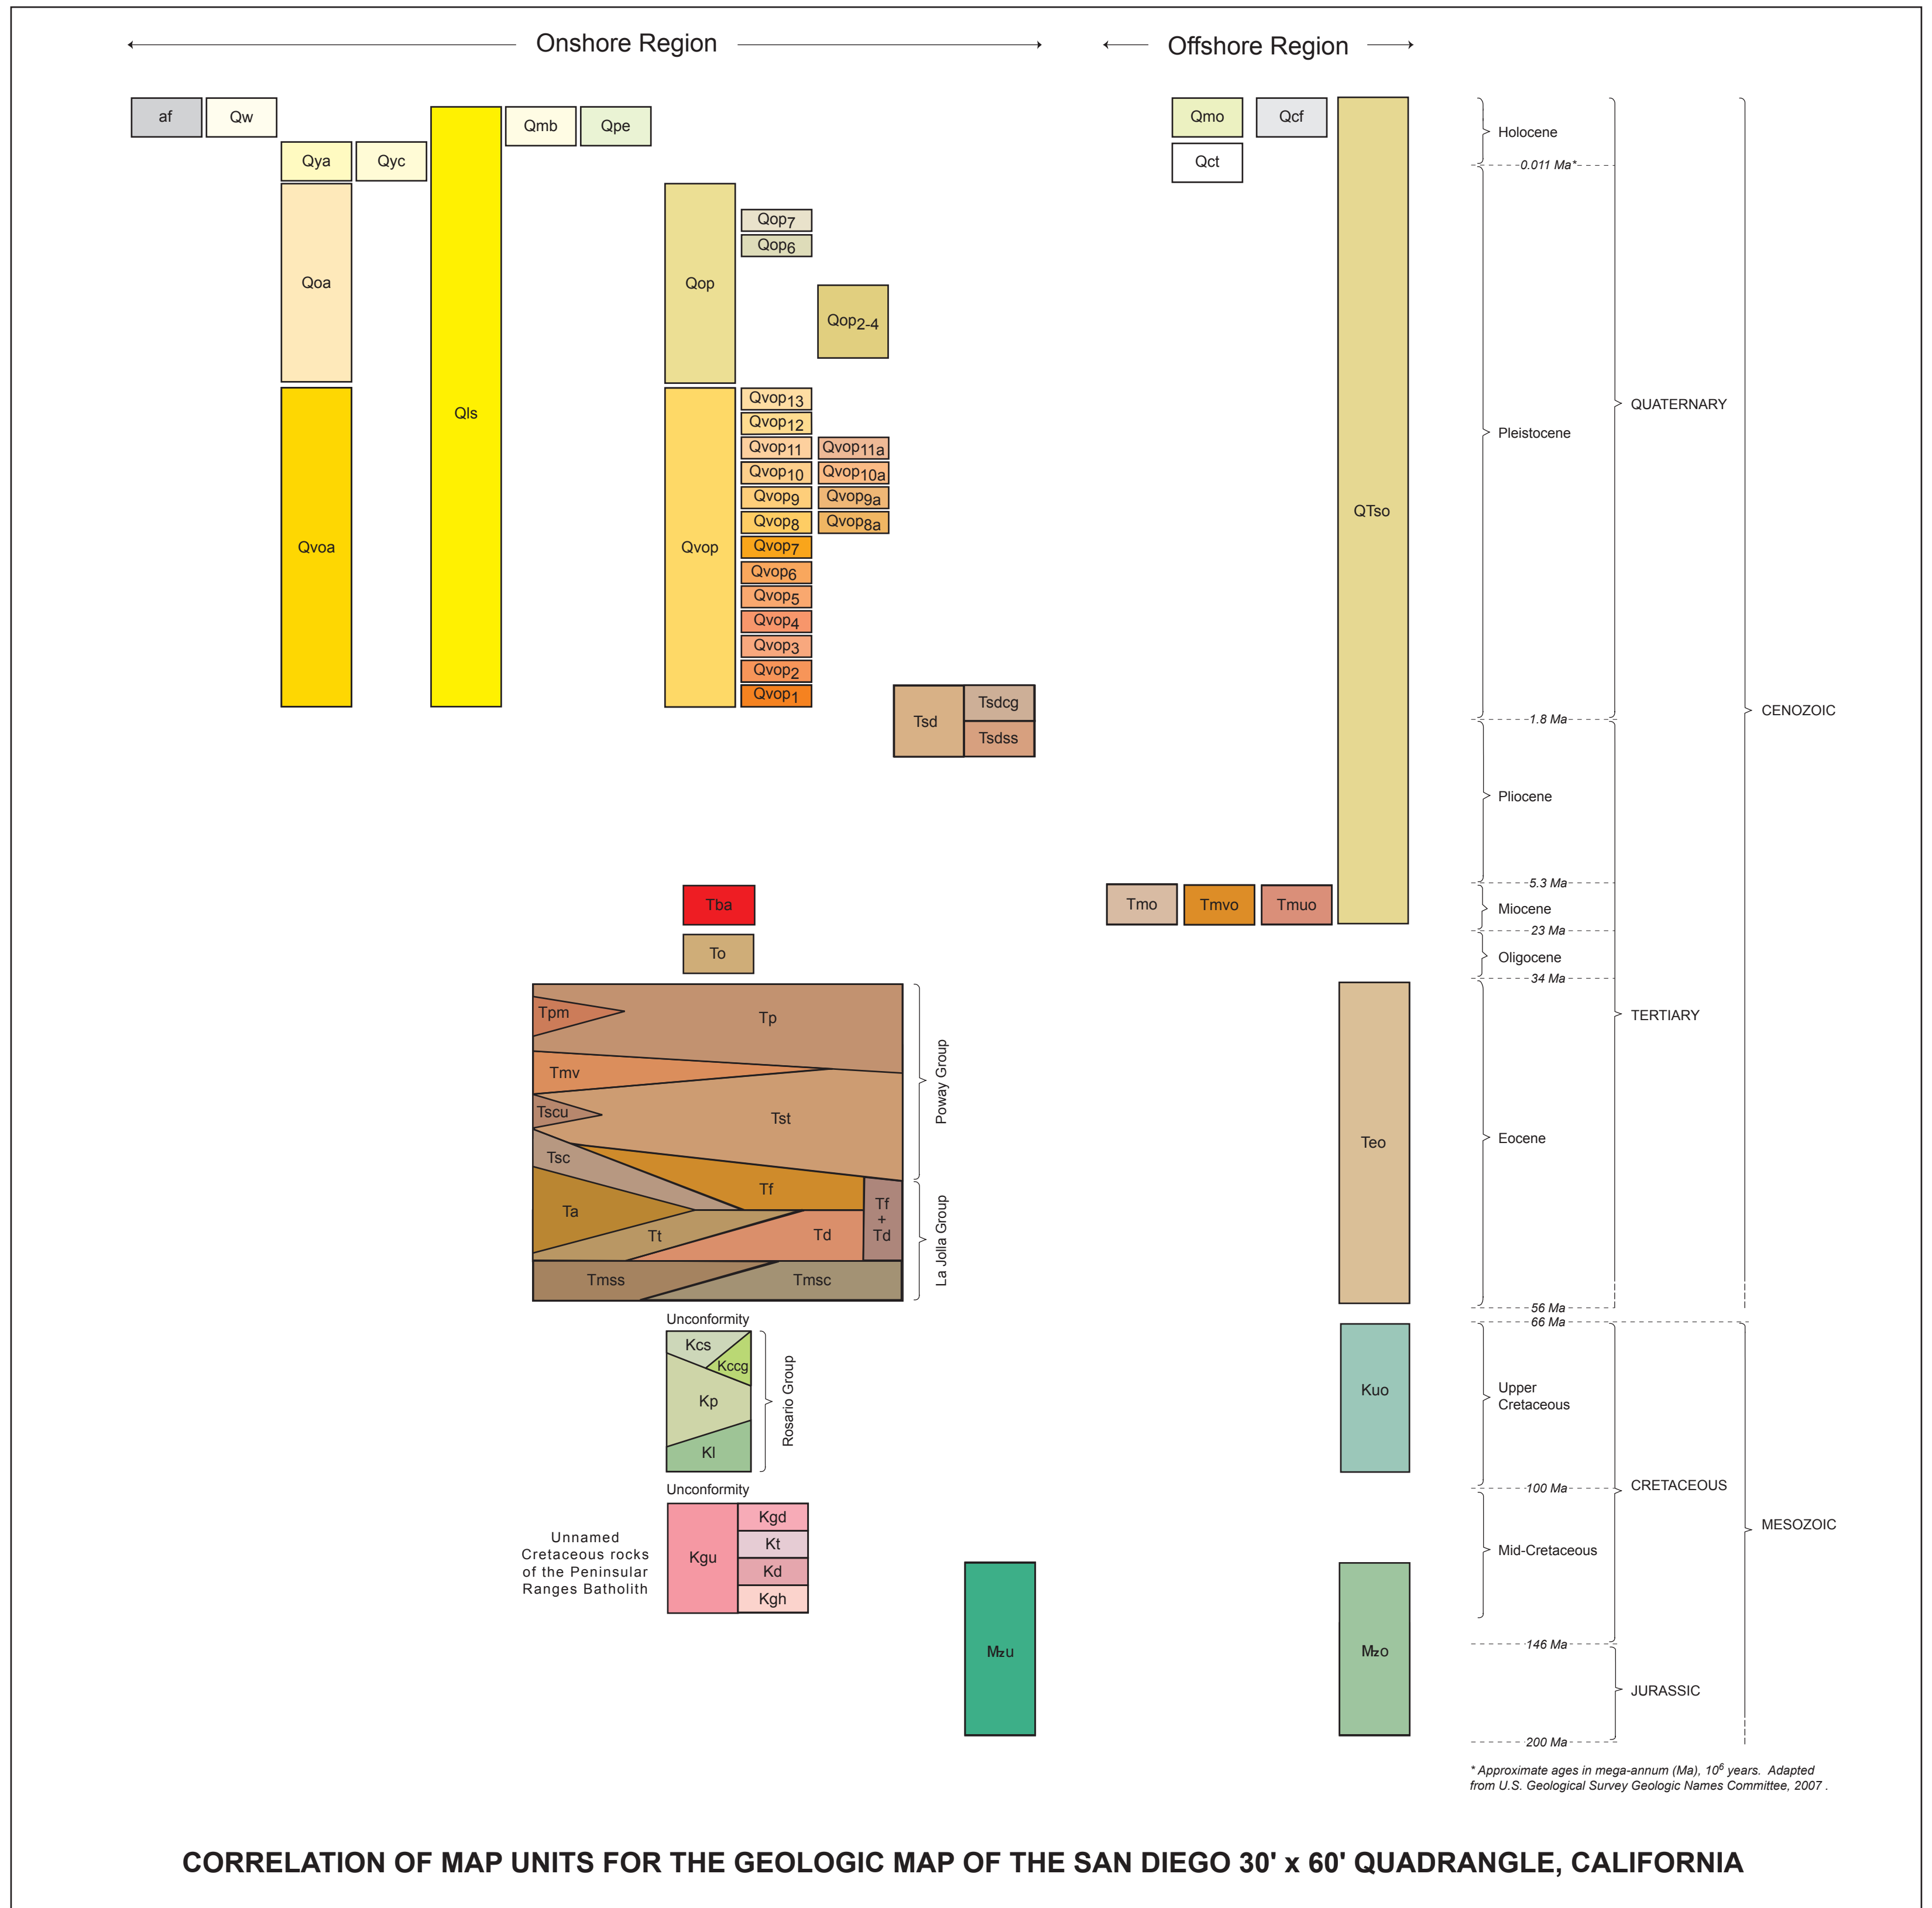 Onshore Region
Offshore Region
af
Qw
Qmb
Qpe
Qmo
Qcf
Holocene
Qya
Qyc
Qct
0.011 Ma*
Qop7
Qop6
Qoa
Qop
Qop2-4
Qvop13
QUATERNARY
Qls
Qvop12
Pleistocene
Qvop11
Qvop11a
Qvop10
Qvop10a
Qvop9
Qvop9a
QTso
Qvop8
Qvop8a
Qvoa
Qvop
Qvop7
Qvop6
Qvop5
Qvop4
Qvop3
Qvop2
Qvop1
Tsd
Tsdcg
CENOZOIC
1.8 Ma
Tsdss
Pliocene
5.3 Ma
Tba
Tmo
Tmvo
Tmuo
Miocene
23 Ma
To
Oligocene
34 Ma
Tpm
Tp
TERTIARY
Tmv
Poway Group
Tscu
Tst
Teo
Eocene
Tsc
Tf
Ta
Tf
+
Td
Tt
Td
La Jolla Group
Tmss
Tmsc
56 Ma
Unconformity
66 Ma
Kcs
Kccg
Kuo
Upper
Cretaceous
Kp
Rosario Group
Kl
Unconformity
100 Ma
CRETACEOUS
Kgd
MESOZOIC
Unnamed
Cretaceous rocks
of the Peninsular
Ranges Batholith
Kgu
Kt
Mid-Cretaceous
Kd
Kgh
146 Ma
Mzu
Mzo
JURASSIC
200 Ma
* Approximate ages in mega-annum (Ma), 10⁶ years. Adapted
from U.S. Geological Survey Geologic Names Committee, 2007 .
CORRELATION OF MAP UNITS FOR THE GEOLOGIC MAP OF THE SAN DIEGO 30' x 60' QUADRANGLE, CALIFORNIA